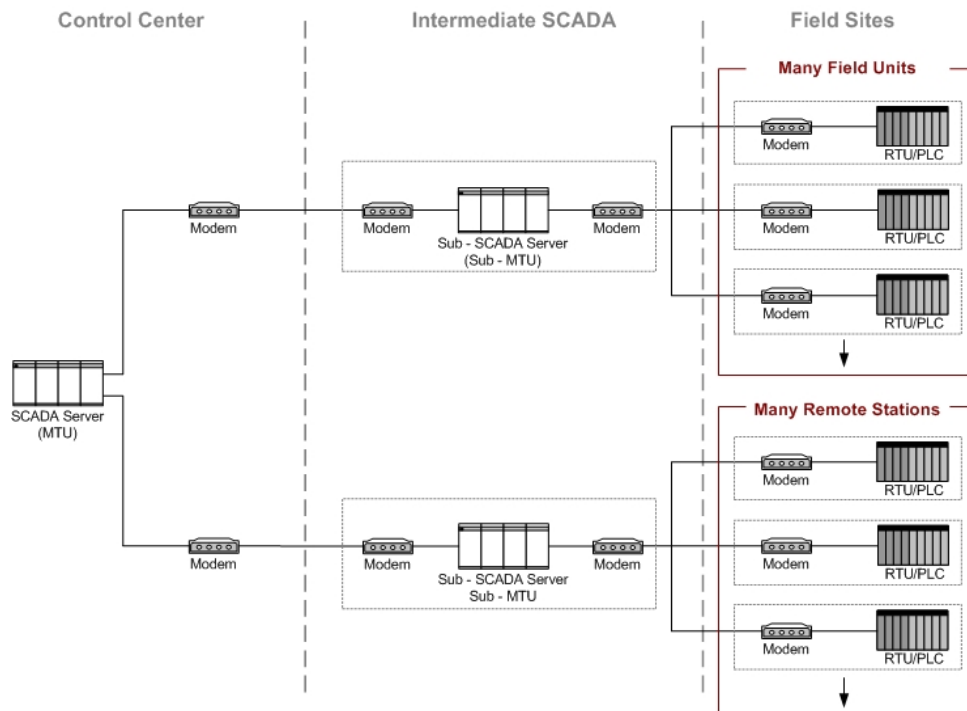 Control Center
Intermediate SCADA
Field Sites
Many Field Units
Modem
RTU/PLC
Modem
Modem
Sub - SCADA Server
(Sub - MTU)
Modem
Modem
RTU/PLC
Modem
RTU/PLC
SCADA Server
(MTU)
Many Remote Stations
Modem
RTU/PLC
Modem
Modem
Sub - SCADA Server
Sub - MTU
Modem
Modem
RTU/PLC
Modem
RTU/PLC